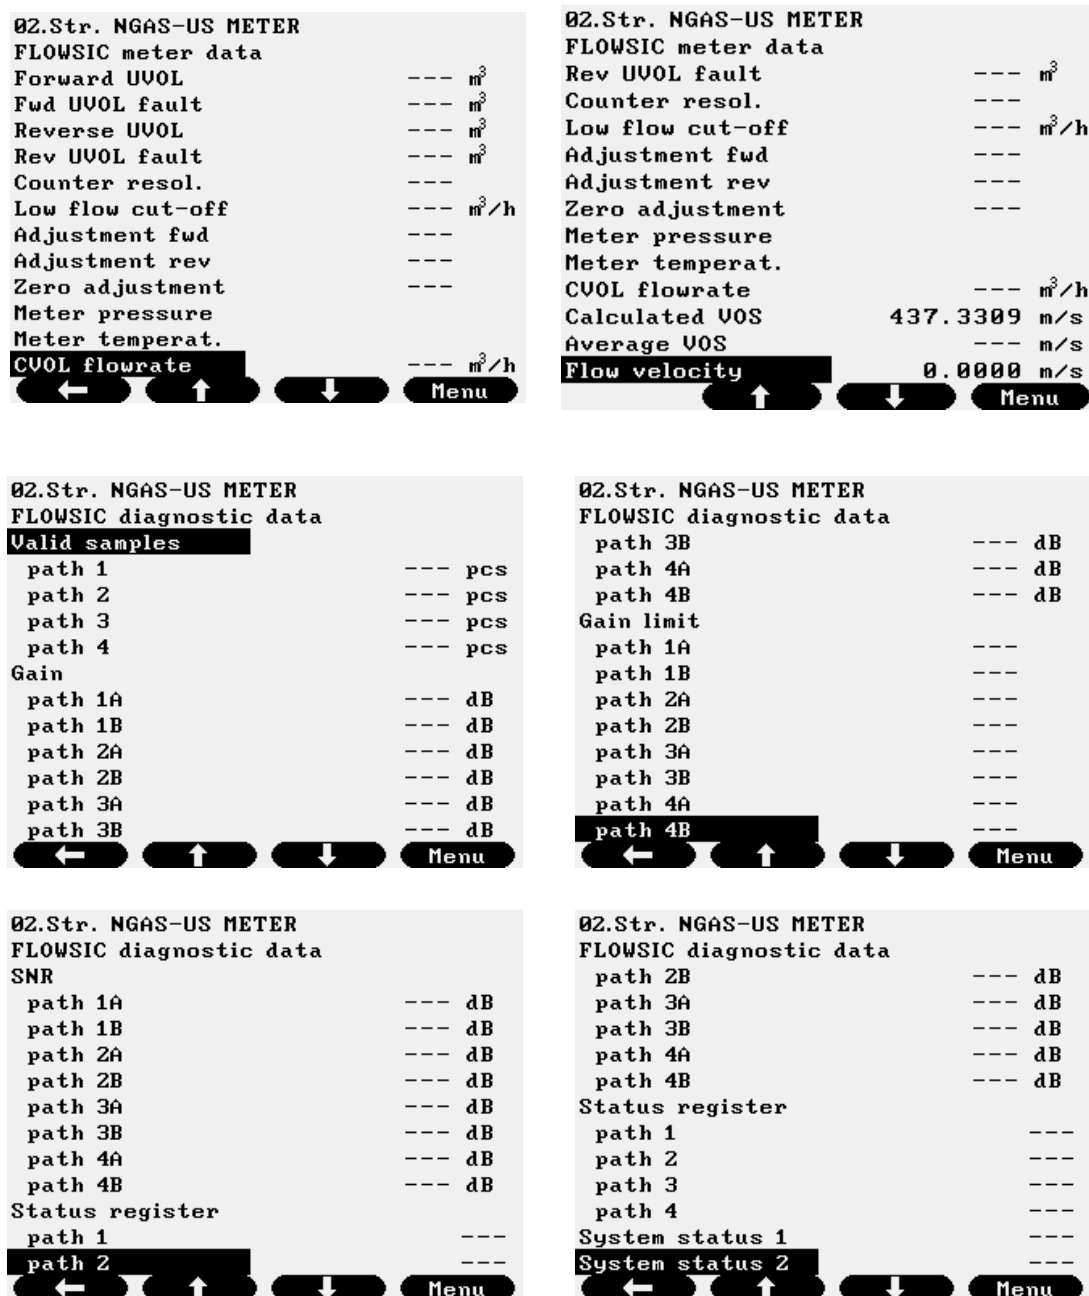 02.Str. NGAS-US METER
FLOWSIC meter data
Forward UVOL --- m³
Fwd UVOL fault --- m³
Reverse UVOL --- m³
Rev UVOL fault --- m³
Counter resol. ---
Low flow cut-off --- m³/h
Adjustment fwd ---
Adjustment rev ---
Zero adjustment ---
Meter pressure
Meter temperat.
CVOL flowrate --- m³/h
← ↑ ↓ Menu
02.Str. NGAS-US METER
FLOWSIC meter data
Rev UVOL fault --- m³
Counter resol. ---
Low flow cut-off --- m³/h
Adjustment fwd ---
Adjustment rev ---
Zero adjustment ---
Meter pressure
Meter temperat.
CVOL flowrate --- m³/h
Calculated VOS 437.3309 m/s
Average VOS --- m/s
Flow velocity 0.0000 m/s
↑ ↓ Menu
02.Str. NGAS-US METER
FLOWSIC diagnostic data
Valid samples
path 1 --- pcs
path 2 --- pcs
path 3 --- pcs
path 4 --- pcs
Gain
path 1A --- dB
path 1B --- dB
path 2A --- dB
path 2B --- dB
path 3A --- dB
path 3B --- dB
← ↑ ↓ Menu
02.Str. NGAS-US METER
FLOWSIC diagnostic data
path 3B --- dB
path 4A --- dB
path 4B --- dB
Gain limit
path 1A ---
path 1B ---
path 2A ---
path 2B ---
path 3A ---
path 3B ---
path 4A ---
path 4B ---
← ↑ ↓ Menu
02.Str. NGAS-US METER
FLOWSIC diagnostic data
SNR
path 1A --- dB
path 1B --- dB
path 2A --- dB
path 2B --- dB
path 3A --- dB
path 3B --- dB
path 4A --- dB
path 4B --- dB
Status register
path 1 ---
path 2 ---
← ↑ ↓ Menu
02.Str. NGAS-US METER
FLOWSIC diagnostic data
path 2B --- dB
path 3A --- dB
path 3B --- dB
path 4A --- dB
path 4B --- dB
Status register
path 1 ---
path 2 ---
path 3 ---
path 4 ---
System status 1 ---
System status 2 ---
← ↑ ↓ Menu